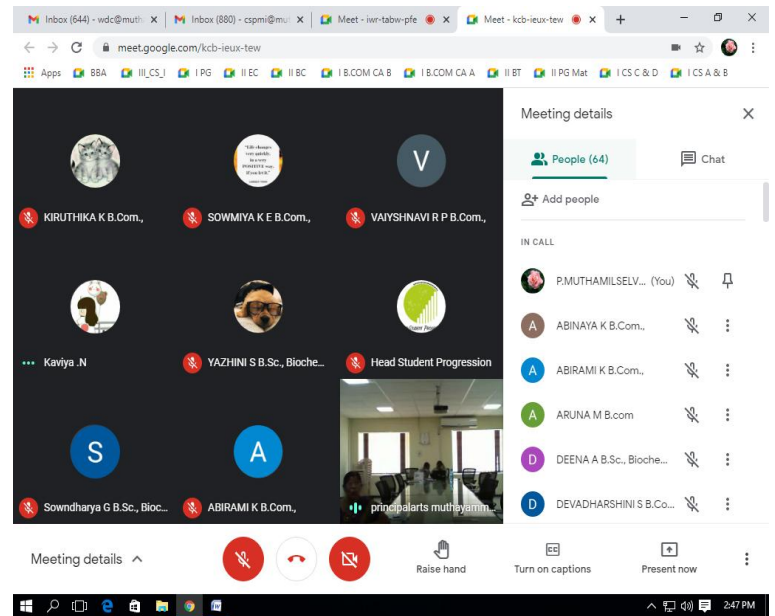 Inbox (644) - wdc@muth
Inbox (880) - cspmi@mu
Meet - iwr-tabw-pfe
Meet - kcb-ieux-tew
meet.google.com/kcb-ieux-tew
Apps
BBA
III_CS_I
I PG
II EC
II BC
I B.COM CA B
I B.COM CA A
II BT
II PG Mat
I CS C & D
I CS A & B
KIRUTHIKA K B.Com.,
SOWMIYA K E B.Com.,
V
VAIYSHNAVI R P B.Com.,
Kaviya .N
YAZHINI S B.Sc., Bioche...
Head Student Progression
S
Sowndharya G B.Sc., Bioc...
A
ABIRAMI K B.Com.,
principalarts muthayamm...
Meeting details
People (64)
Chat
Add people
IN CALL
P.MUTHAMILSELV... (You)
A
ABINAYA K B.Com.,
A
ABIRAMI K B.Com.,
A
ARUNA M B.com
D
DEENA A B.Sc., Bioche...
D
DEVADHARSHINI S B.Co...
Meeting details
Raise hand
CC
Turn on captions
Present now
2:47 PM